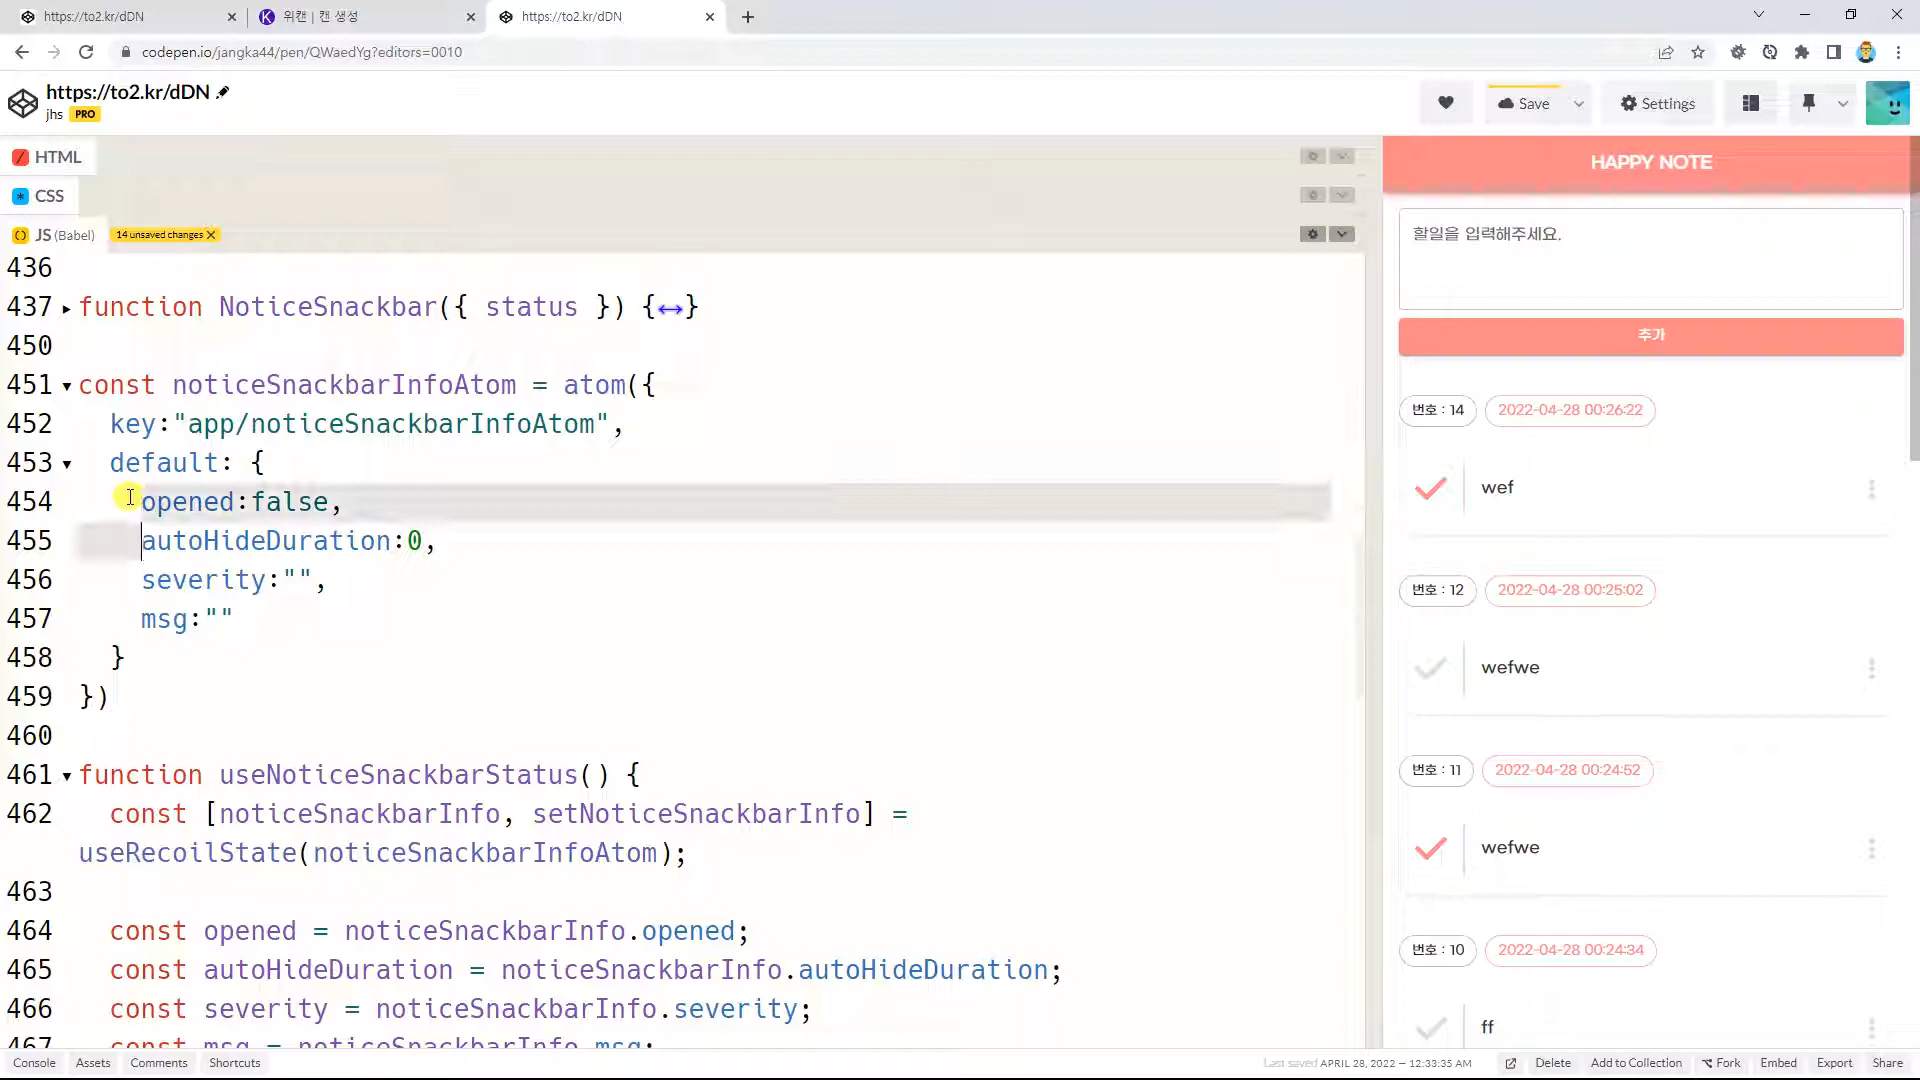 https://to2.kr/dDN
위캔 | 캔 생성
https://to2.kr/dDN
codepen.io/jangka44/pen/QWaedYg?editors=0010
https://to2.kr/dDN
jhs PRO
Save
Settings
HTML
CSS
JS (Babel)
14 unsaved changes X
436
437 function NoticeSnackbar({ status }) {↔}
450
451 const noticeSnackbarInfoAtom = atom({
452 key:"app/noticeSnackbarInfoAtom",
453 default: {
454 opened:false,
455 autoHideDuration:0,
456 severity:"",
457 msg:""
458 }
459 })
460
461 function useNoticeSnackbarStatus() {
462 const [noticeSnackbarInfo, setNoticeSnackbarInfo] =
useRecoilState(noticeSnackbarInfoAtom);
463
464 const opened = noticeSnackbarInfo.opened;
465 const autoHideDuration = noticeSnackbarInfo.autoHideDuration;
466 const severity = noticeSnackbarInfo.severity;
467 const msg = noticeSnackbarInfo.msg;
HAPPY NOTE
할일을 입력해주세요.
추가
번호 : 14 2022-04-28 00:26:22
wef
번호 : 12 2022-04-28 00:25:02
wefwe
번호 : 11 2022-04-28 00:24:52
wefwe
번호 : 10 2022-04-28 00:24:34
ff
Console Assets Comments Shortcuts
Last saved APRIL 28, 2022 — 12:33:35 AM
Delete Add to Collection Fork Embed Export Share